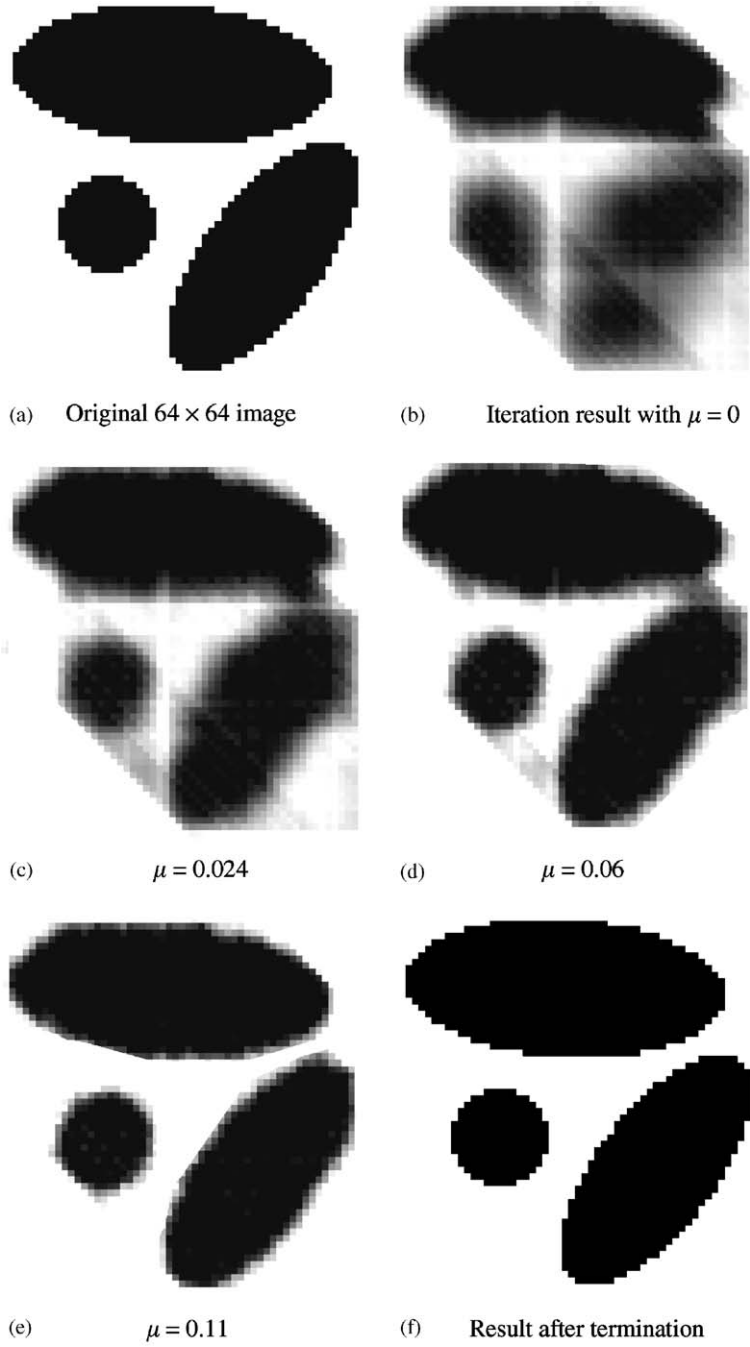 (a) Original 64 × 64 image
(b) Iteration result with μ = 0
(c) μ = 0.024
(d) μ = 0.06
(e) μ = 0.11
(f) Result after termination